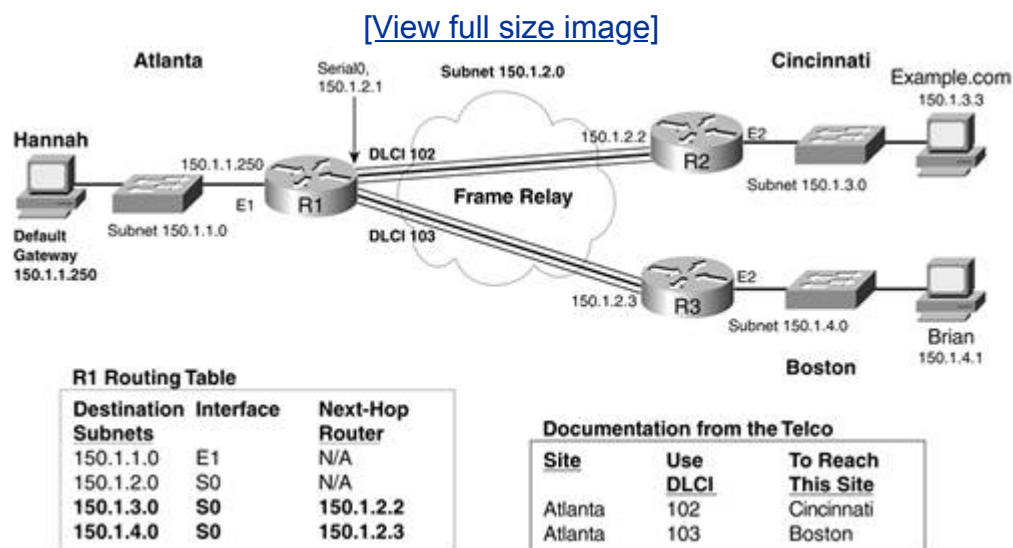 [View full size image]
Atlanta
Serial0,
150.1.2.1
Subnet 150.1.2.0
Cincinnati
Example.com
150.1.3.3
Hannah
150.1.1.250
DLCI 102
150.1.2.2
E2
R2
Subnet 150.1.3.0
E1
R1
Frame Relay
Subnet 150.1.1.0
Default
Gateway
150.1.1.250
DLCI 103
150.1.2.3
E2
R3
Subnet 150.1.4.0
Brian
150.1.4.1
Boston
R1 Routing Table
Destination Interface Next-Hop
Subnets Router
150.1.1.0 E1 N/A
150.1.2.0 S0 N/A
150.1.3.0 S0 150.1.2.2
150.1.4.0 S0 150.1.2.3
Documentation from the Telco
Site Use To Reach
DLCI This Site
Atlanta 102 Cincinnati
Atlanta 103 Boston